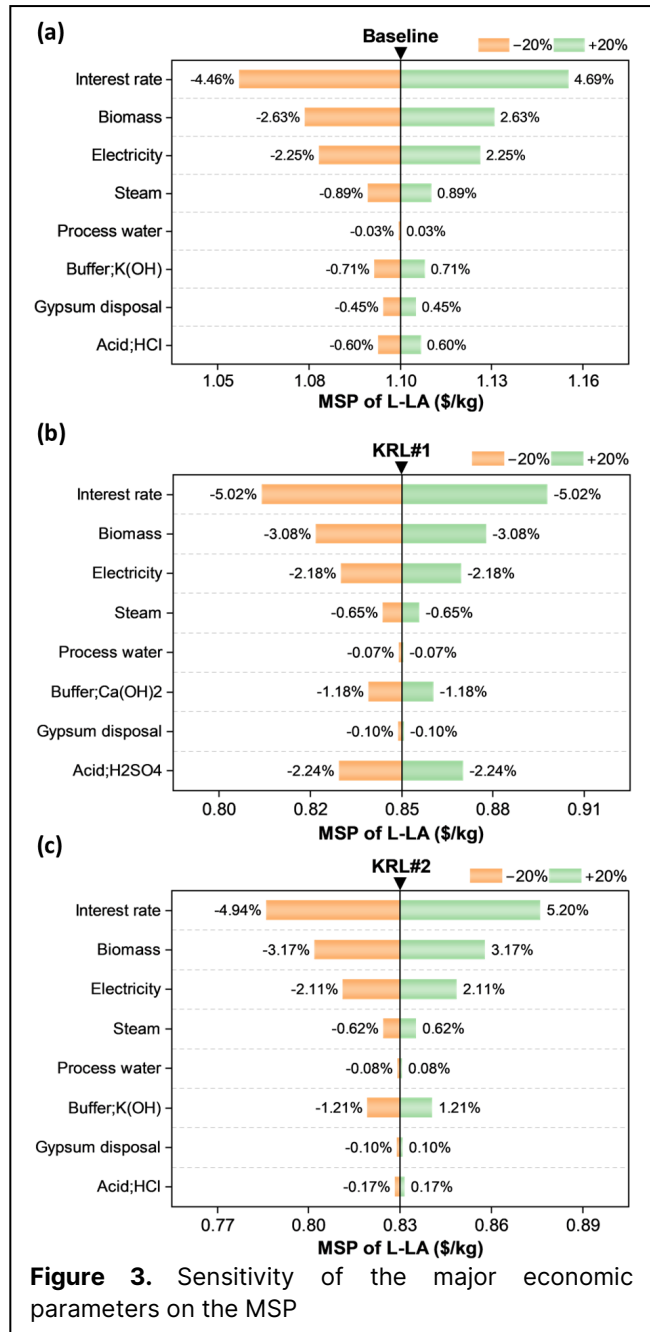 (a)
Baseline
−20% +20%
Interest rate -4.46% 4.69%
Biomass -2.63% 2.63%
Electricity -2.25% 2.25%
Steam -0.89% 0.89%
Process water -0.03% 0.03%
Buffer;K(OH) -0.71% 0.71%
Gypsum disposal -0.45% 0.45%
Acid;HCl -0.60% 0.60%
1.05 1.08 1.10 1.13 1.16
MSP of L-LA ($/kg)
(b)
KRL#1
−20% +20%
Interest rate -5.02% -5.02%
Biomass -3.08% -3.08%
Electricity -2.18% -2.18%
Steam -0.65% -0.65%
Process water -0.07% -0.07%
Buffer;Ca(OH)2 -1.18% -1.18%
Gypsum disposal -0.10% -0.10%
Acid;H2SO4 -2.24% -2.24%
0.80 0.82 0.85 0.88 0.91
MSP of L-LA ($/kg)
(c)
KRL#2
−20% +20%
Interest rate -4.94% 5.20%
Biomass -3.17% 3.17%
Electricity -2.11% 2.11%
Steam -0.62% 0.62%
Process water -0.08% 0.08%
Buffer;K(OH) -1.21% 1.21%
Gypsum disposal -0.10% 0.10%
Acid;HCl -0.17% 0.17%
0.77 0.80 0.83 0.86 0.89
MSP of L-LA ($/kg)
Figure 3. Sensitivity of the major economic
parameters on the MSP